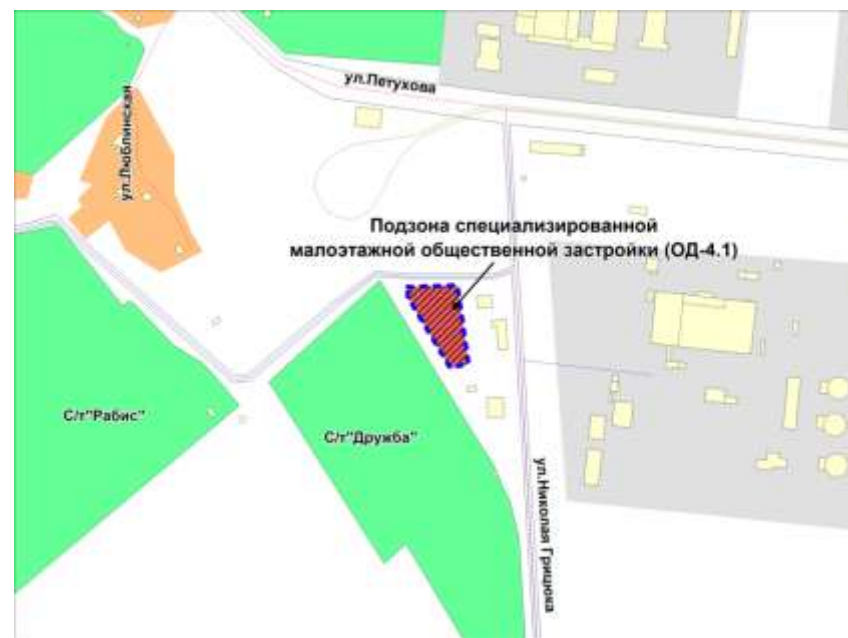 ул.Петухова
ул.Люблинская
Подзона специализированной
малоэтажной общественной застройки (ОД-4.1)
С/т"Рабис"
С/т"Дружба"
ул.Николая Грицюка